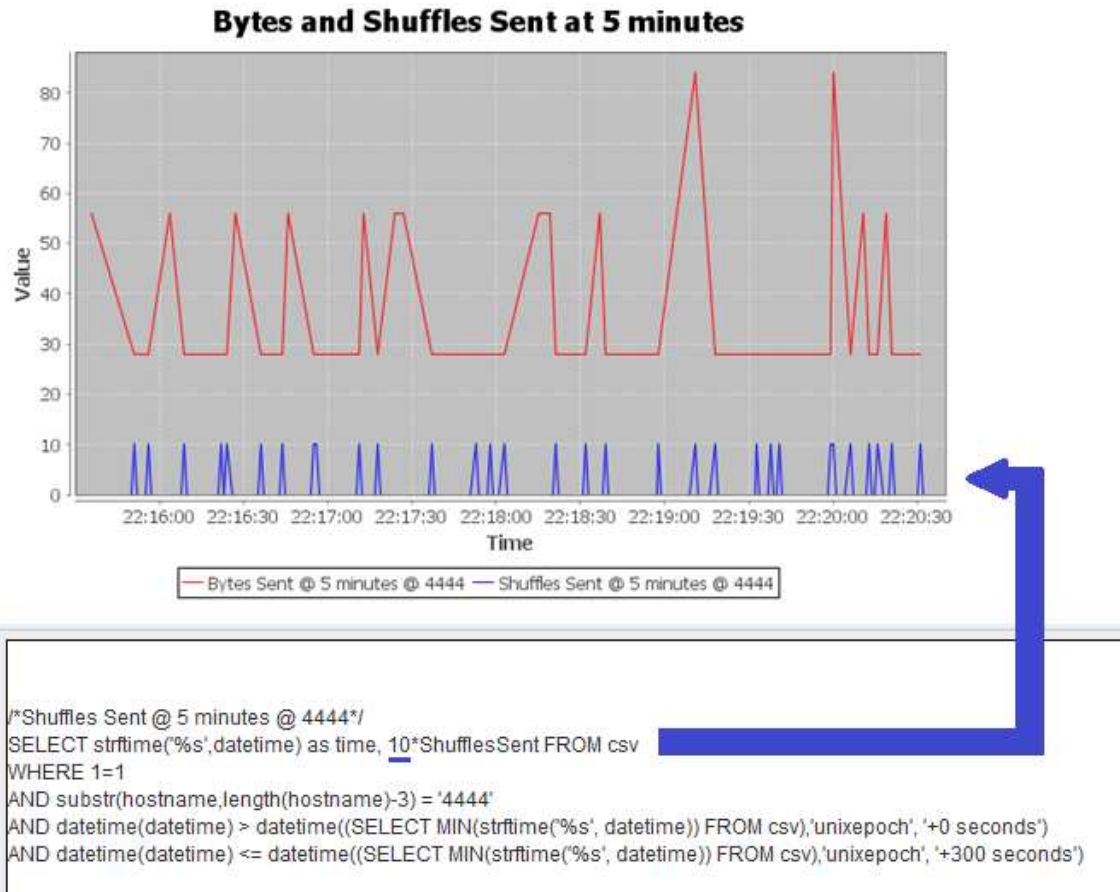 Bytes and Shuffles Sent at 5 minutes
Value
80
70
60
50
40
30
20
10
0
22:16:00 22:16:30 22:17:00 22:17:30 22:18:00 22:18:30 22:19:00 22:19:30 22:20:00 22:20:30
Time
Bytes Sent @ 5 minutes @ 4444 Shuffles Sent @ 5 minutes @ 4444
/*Shuffles Sent @ 5 minutes @ 4444*/
SELECT strftime('%s',datetime) as time, 10*ShufflesSent FROM csv
WHERE 1=1
AND substr(hostname,length(hostname)-3) = '4444'
AND datetime(datetime) > datetime((SELECT MIN(strftime('%s', datetime)) FROM csv),'unixepoch', '+0 seconds')
AND datetime(datetime) <= datetime((SELECT MIN(strftime('%s', datetime)) FROM csv),'unixepoch', '+300 seconds')